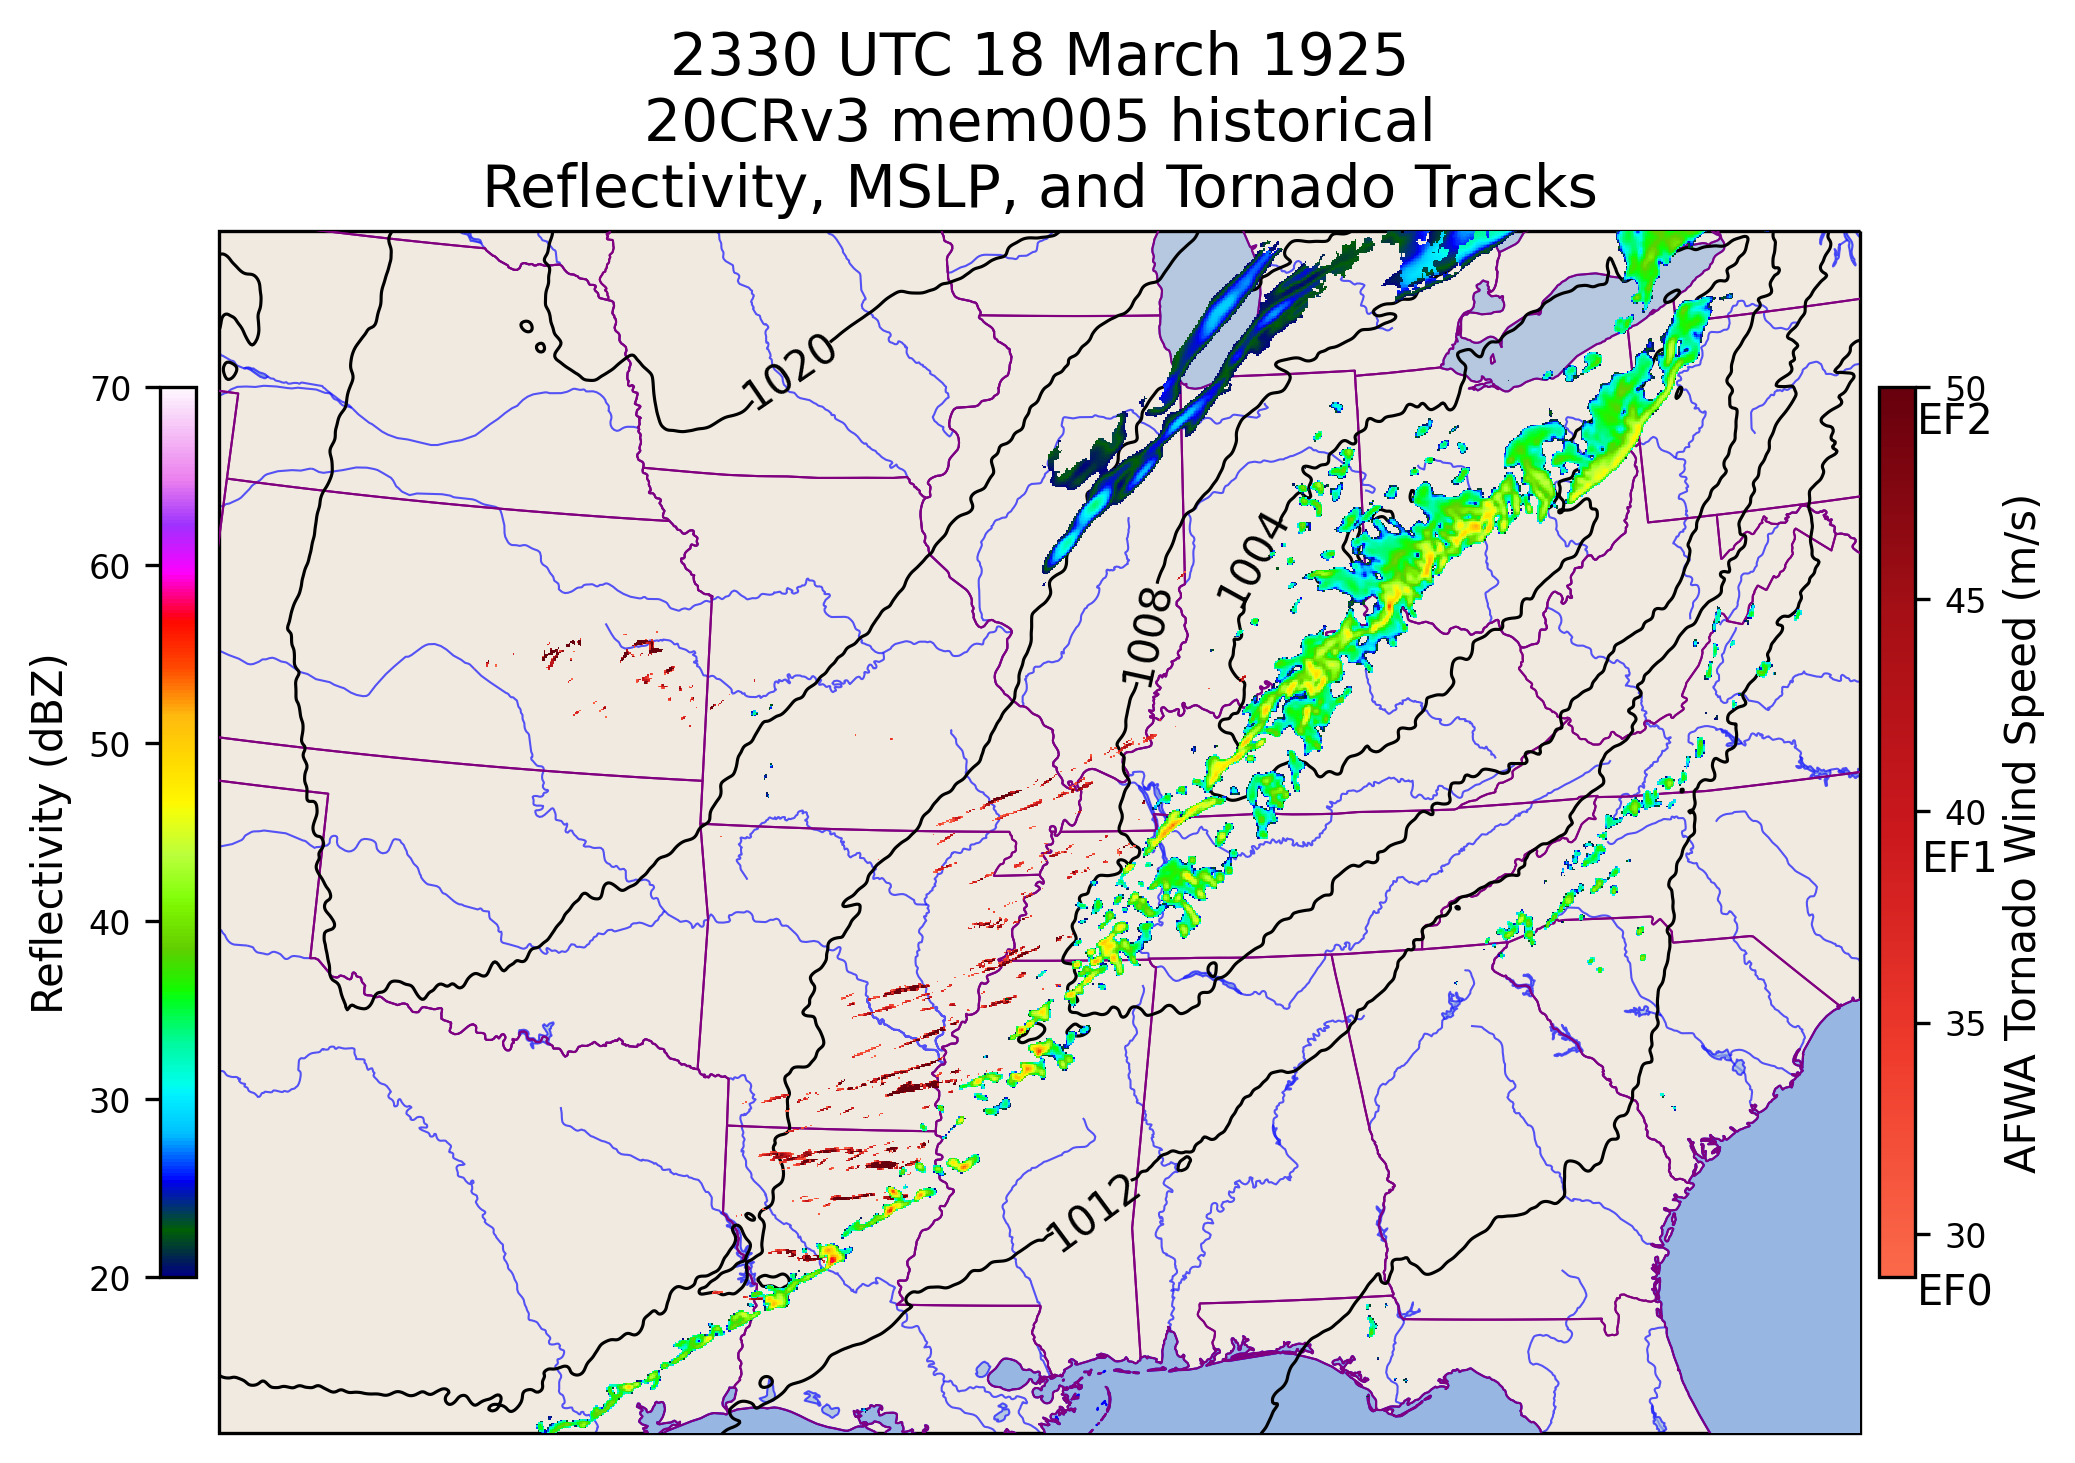 2330 UTC 18 March 1925
20CRv3 mem005 historical
Reflectivity, MSLP, and Tornado Tracks
Reflectivity (dBZ)
70
60
50
40
30
20
1020
1004
1008
1012
50
EF2
45
40
EF1
35
30
EF0
AFWA Tornado Wind Speed (m/s)